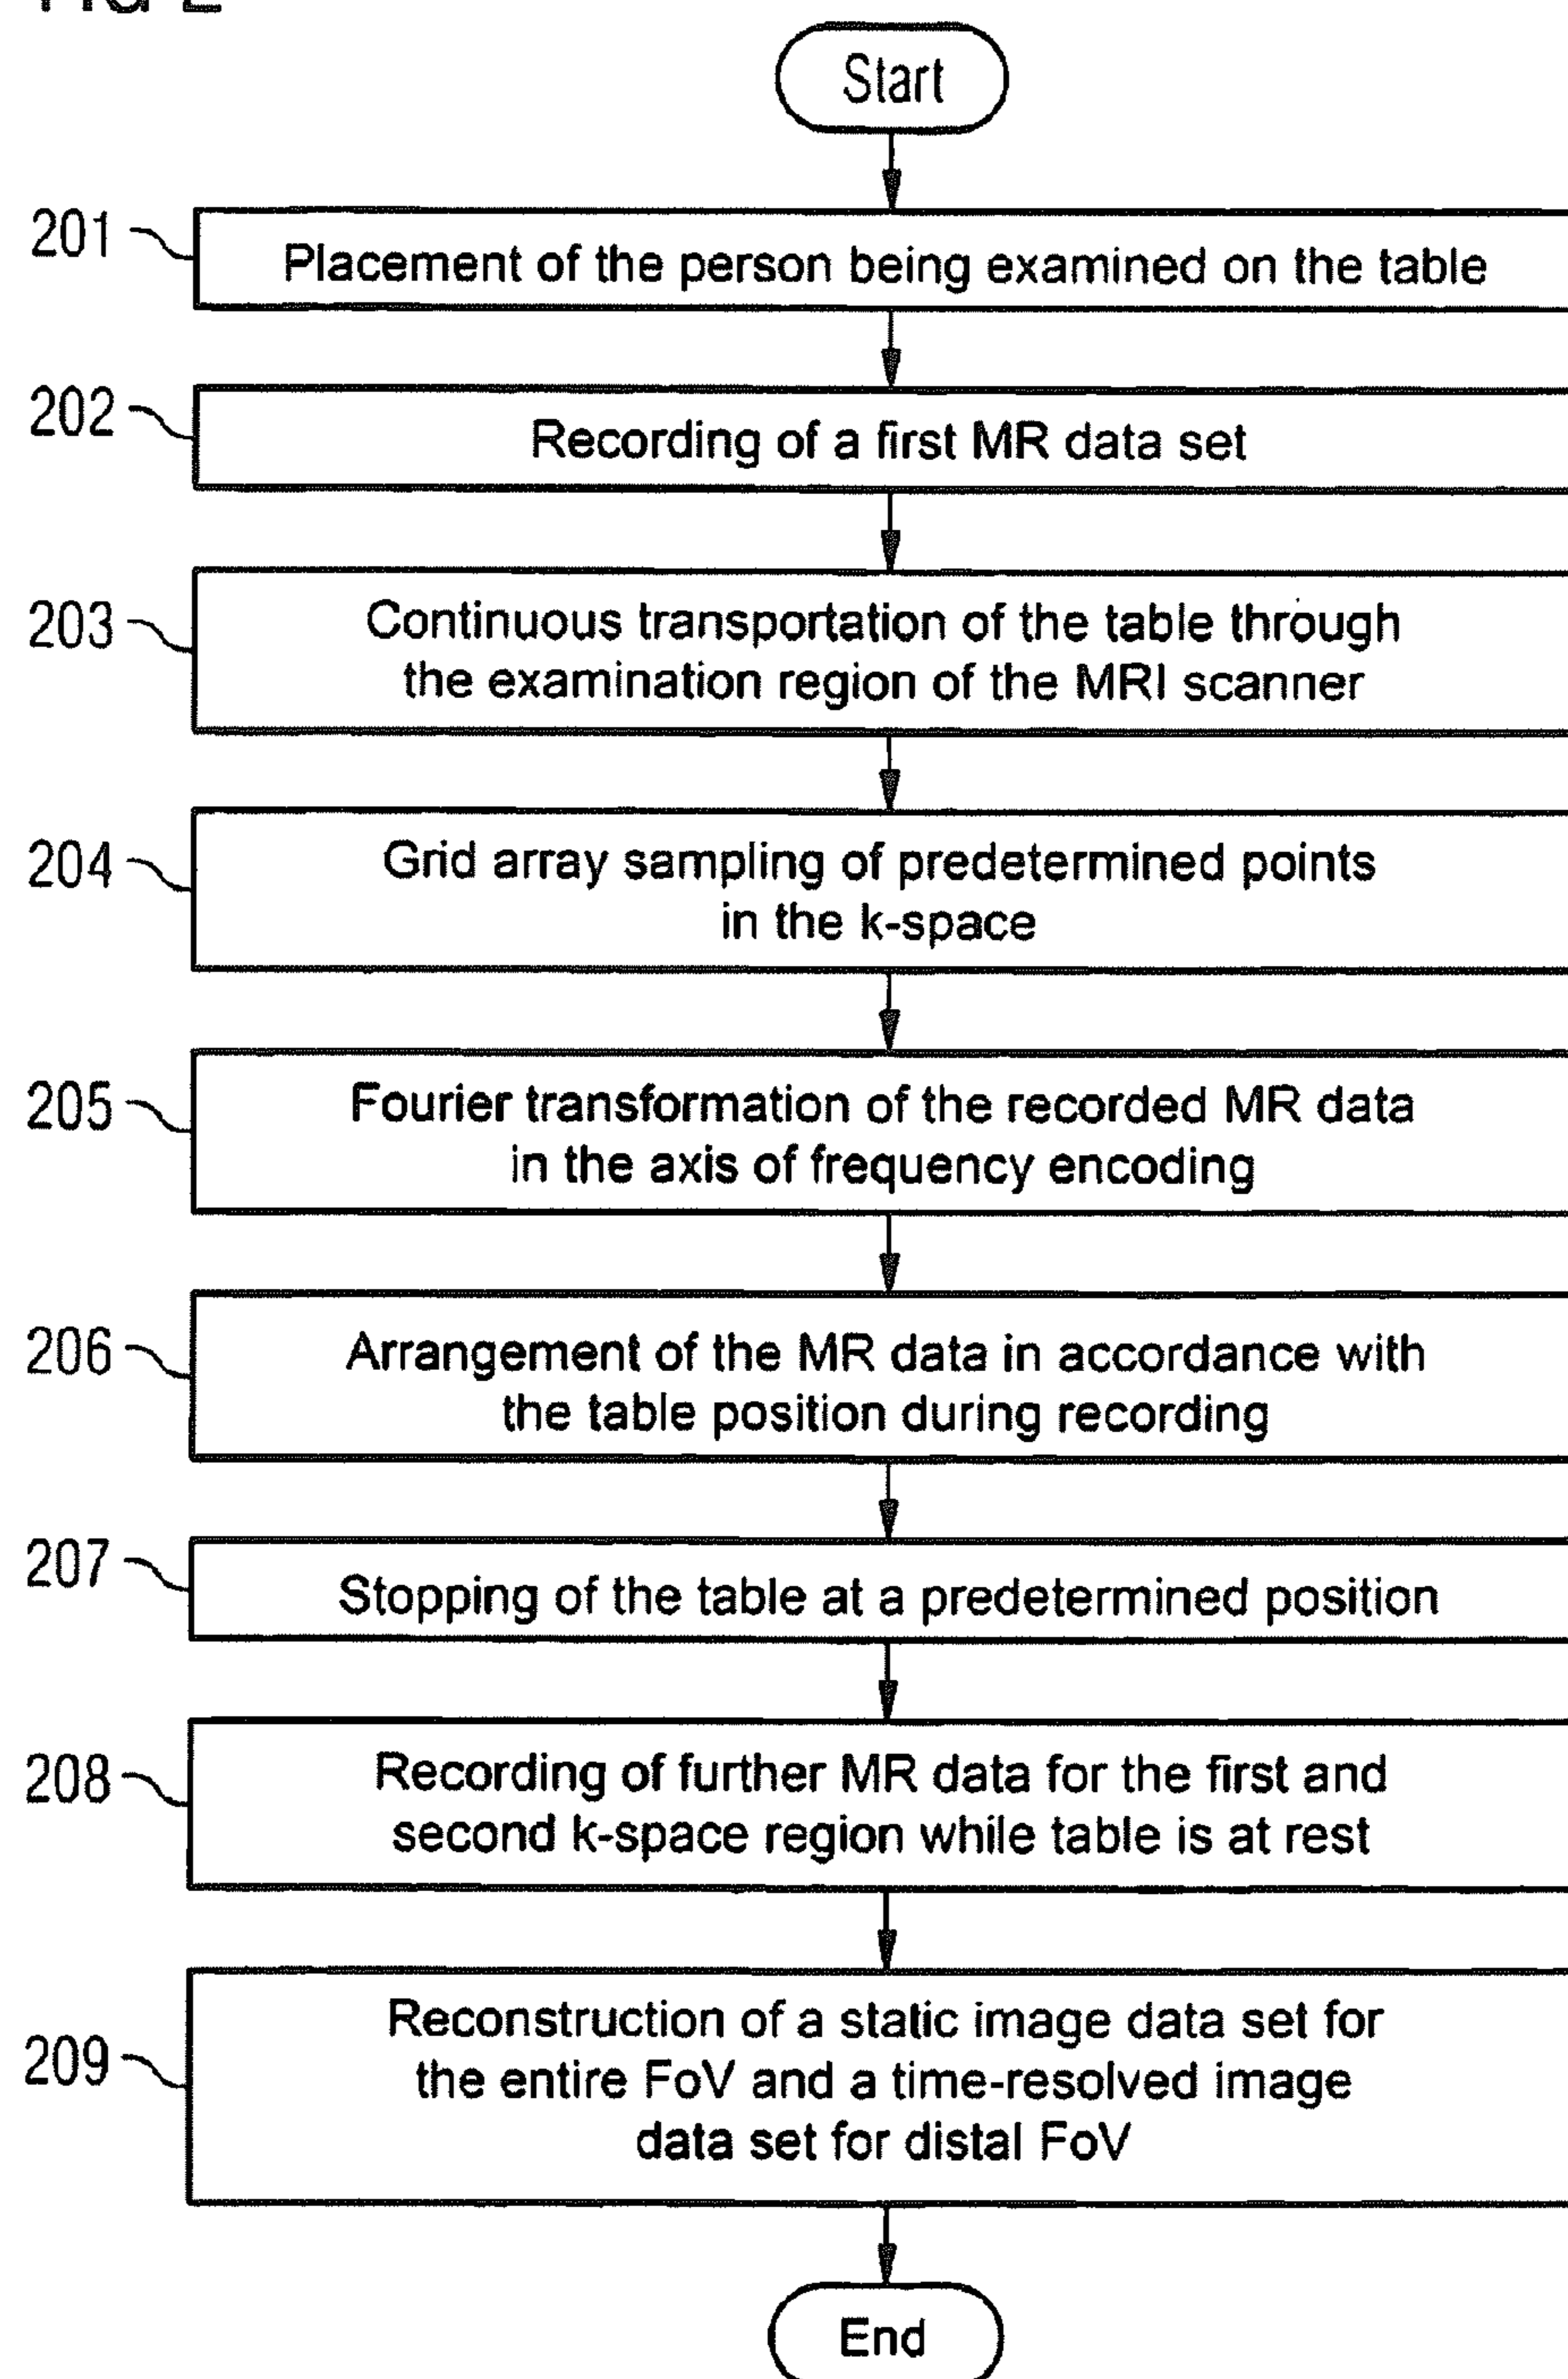 FIG 2
Start
201
Placement of the person being examined on the table
202
Recording of a first MR data set
203
Continuous transportation of the table through
the examination region of the MRI scanner
204
Grid array sampling of predetermined points
in the k-space
205
Fourier transformation of the recorded MR data
in the axis of frequency encoding
206
Arrangement of the MR data in accordance with
the table position during recording
207
Stopping of the table at a predetermined position
208
Recording of further MR data for the first and
second k-space region while table is at rest
209
Reconstruction of a static image data set for
the entire FoV and a time-resolved image
data set for distal FoV
End